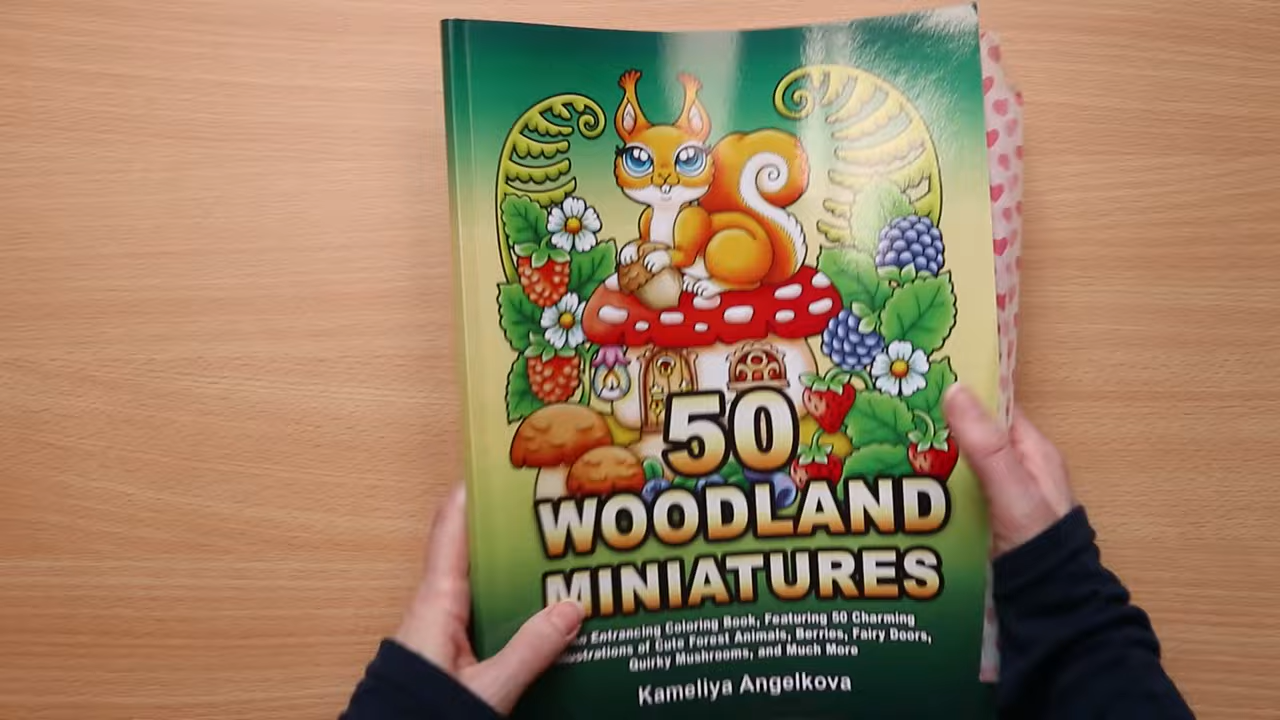 50
WOODLAND
MINIATURES
Entrancing Coloring Book, Featuring 50 Charming
of Cute Forest Animals, Berries, Fairy Doors,
Quirky Mushrooms, and Much More
Kameliya Angelkova